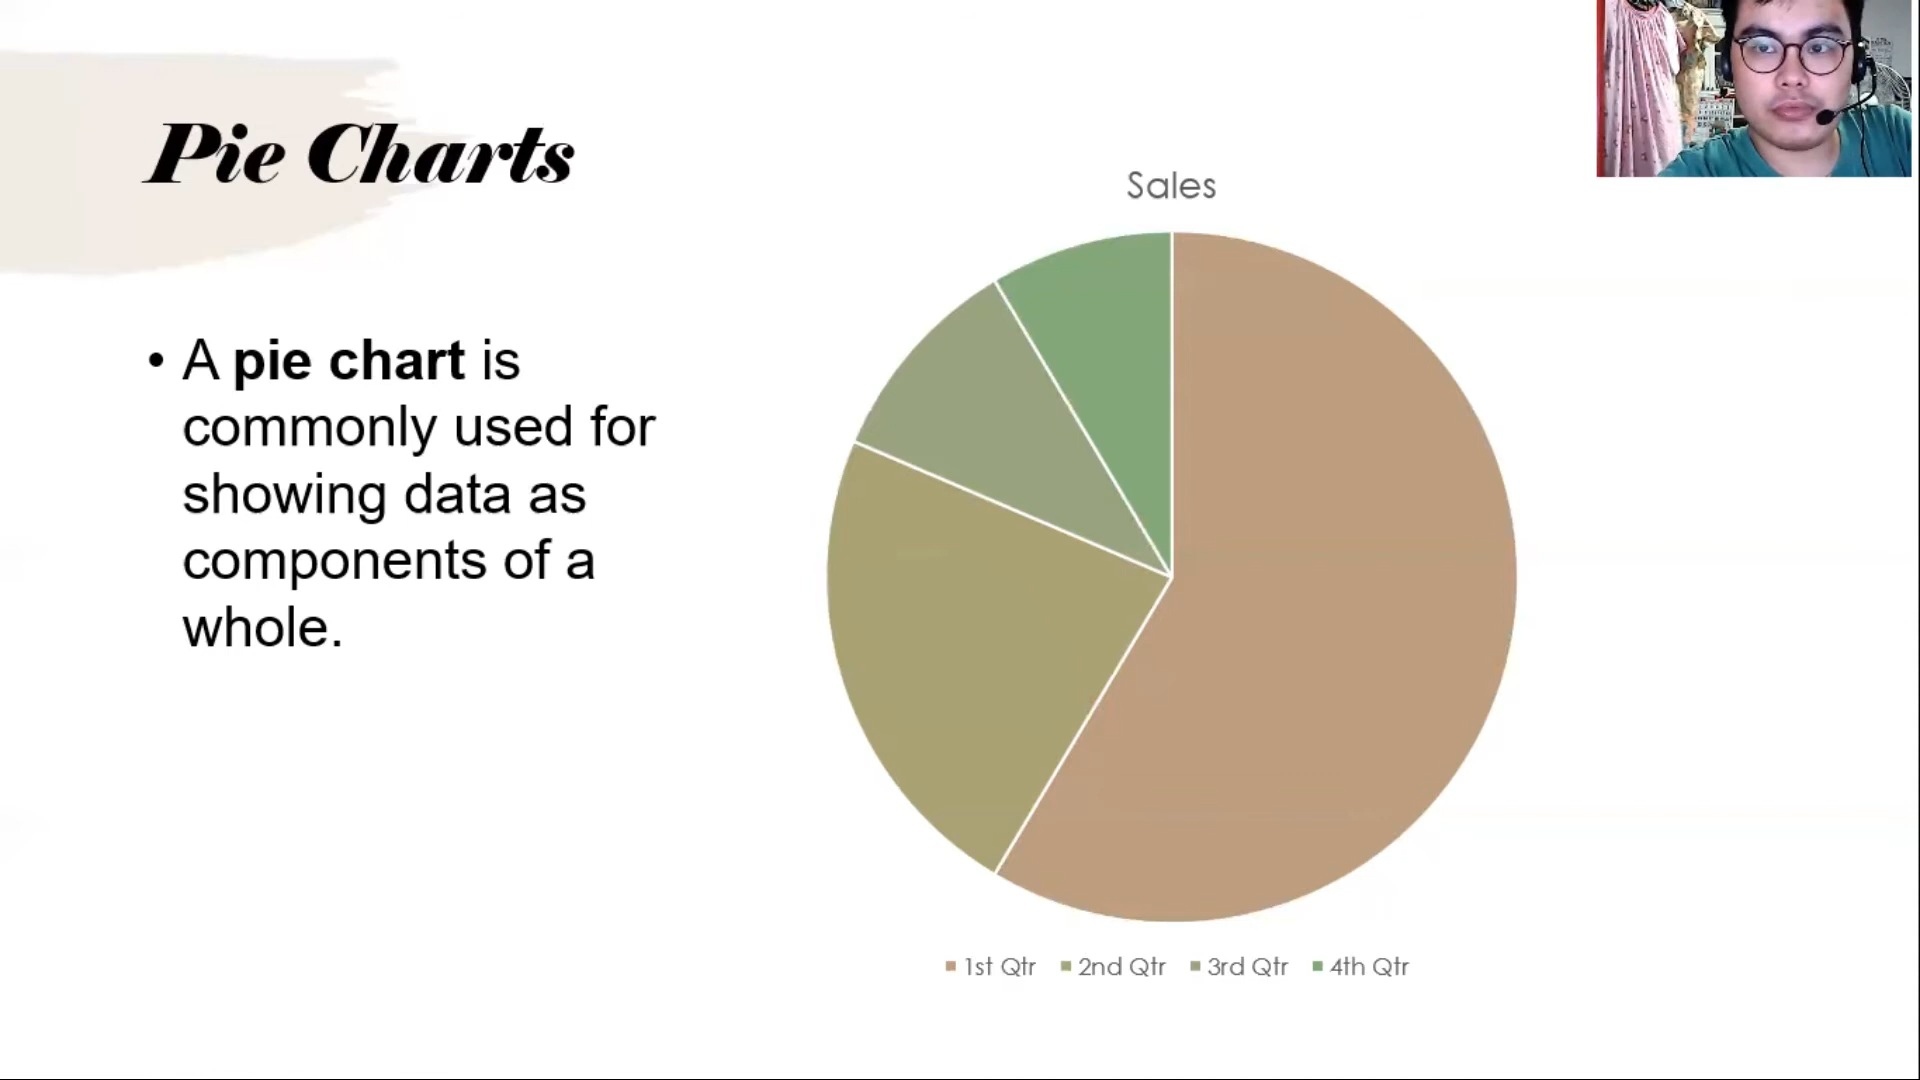 Pie Charts
• A pie chart is
commonly used for
showing data as
components of a
whole.
Sales
1st Qtr 2nd Qtr 3rd Qtr 4th Qtr